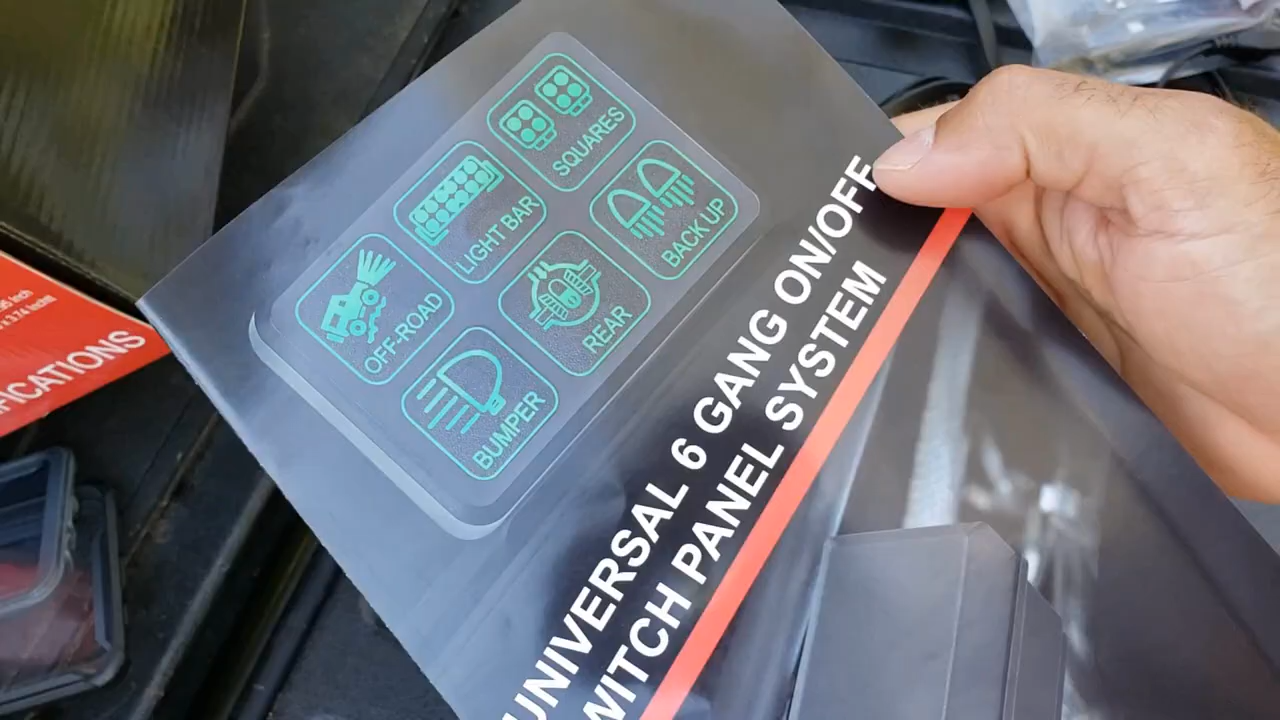 SQUARES
LIGHT BAR
BACK UP
OFF-ROAD
REAR
BUMPER
UNIVERSAL 6 GANG ON/OFF
WITCH PANEL SYSTEM
FICATIONS